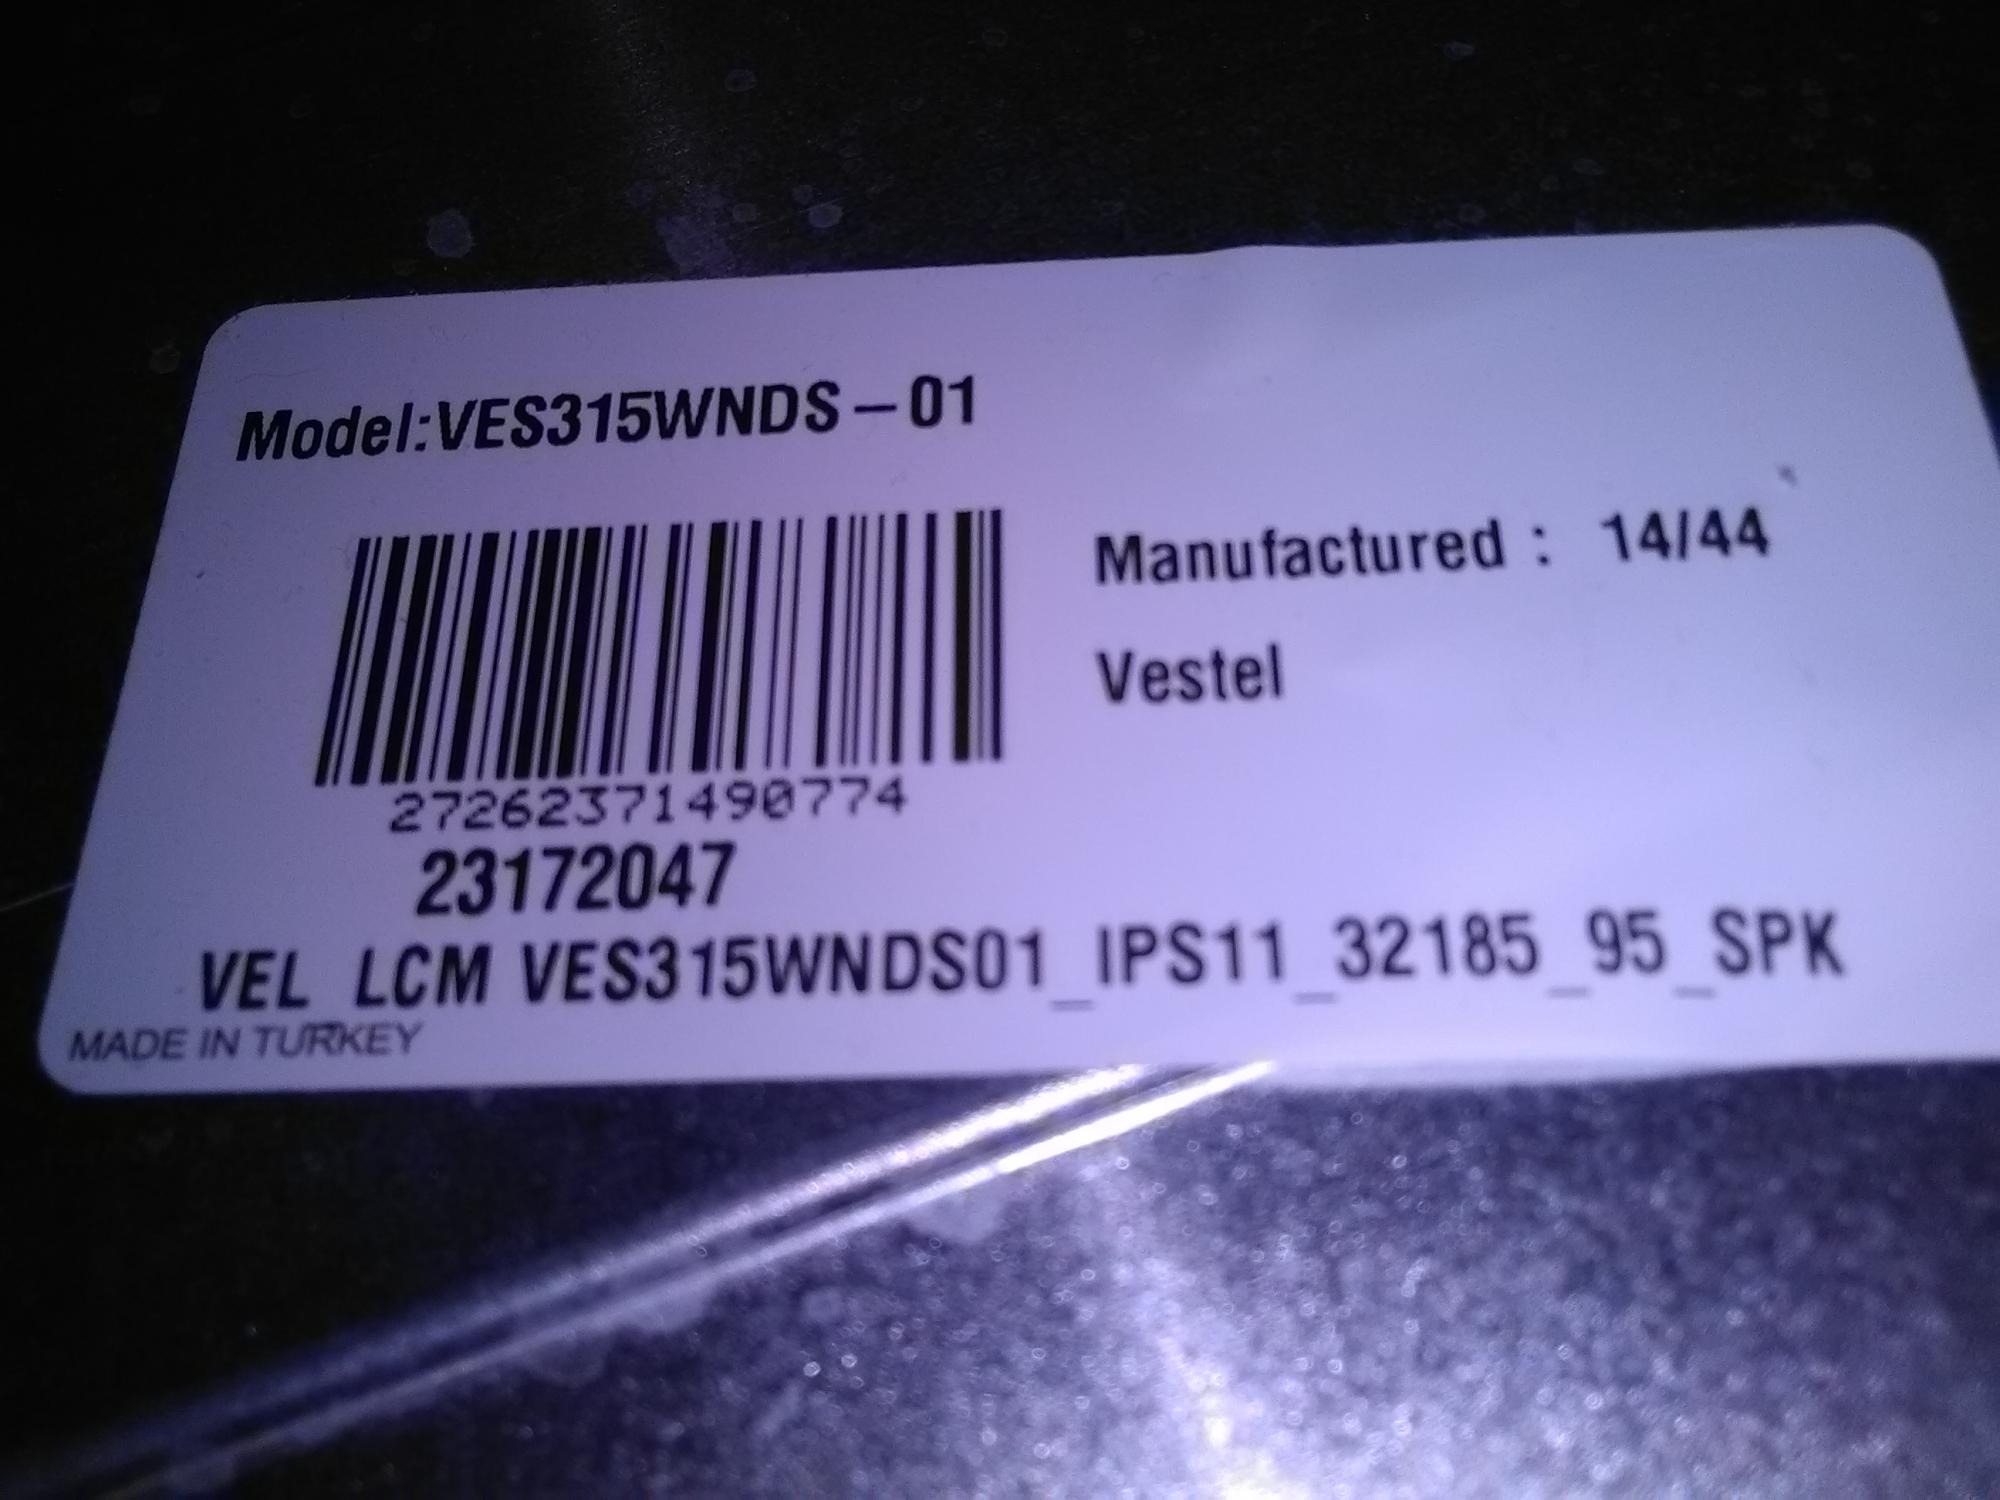 Model:VES315WNDS-01
Manufactured : 14/44
Vestel
27262371490774
23172047
VEL LCM VES315WNDS01_IPS11_32185_95_SPK
MADE IN TURKEY